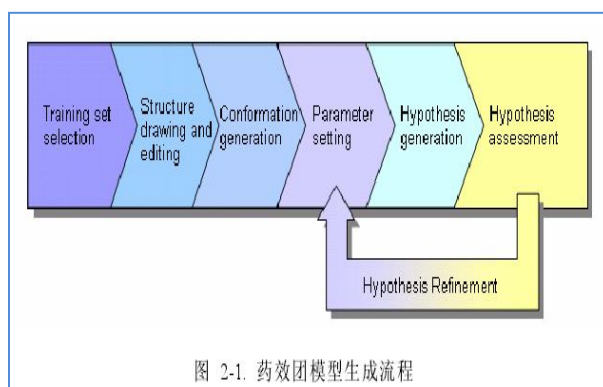 Training set
selection
Structure
drawing and
editing
Conformation
generation
Parameter
setting
Hypothesis
generation
Hypothesis
assessment
Hypothesis Refinement
图 2-1. 药效团模型生成流程